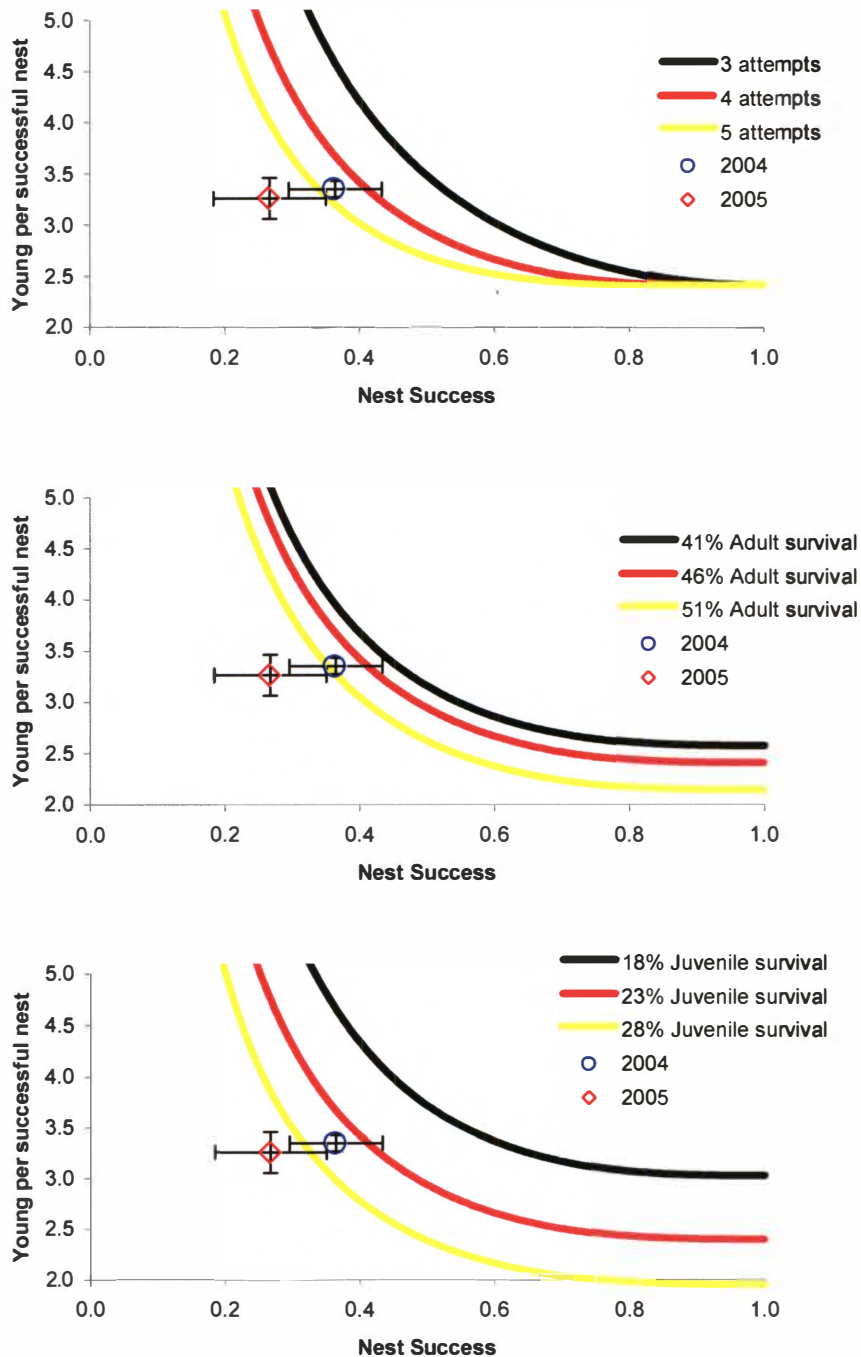 5.0
4.5
4.0
3.5
3.0
2.5
2.0
Young per successful nest
3 attempts
4 attempts
5 attempts
2004
2005
0.0 0.2 0.4 0.6 0.8 1.0
Nest Success
5.0
4.5
4.0
3.5
3.0
2.5
2.0
Young per successful nest
41% Adult survival
46% Adult survival
51% Adult survival
2004
2005
0.0 0.2 0.4 0.6 0.8 1.0
Nest Success
5.0
4.5
4.0
3.5
3.0
2.5
2.0
Young per successful nest
18% Juvenile survival
23% Juvenile survival
28% Juvenile survival
2004
2005
0.0 0.2 0.4 0.6 0.8 1.0
Nest Success